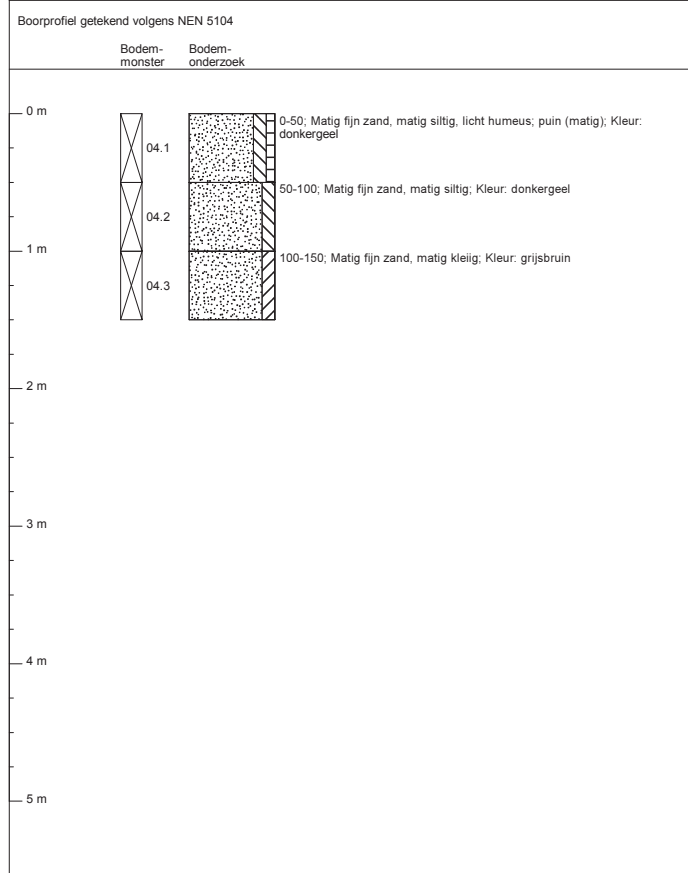 Boorprofiel getekend volgens NEN 5104
Bodem-
monster
Bodem-
onderzoek
0 m
04.1
0-50; Matig fijn zand, matig siltig, licht humeus; puin (matig); Kleur:
donkergeel
04.2
50-100; Matig fijn zand, matig siltig; Kleur: donkergeel
1 m
04.3
100-150; Matig fijn zand, matig kleiig; Kleur: grijsbruin
2 m
3 m
4 m
5 m